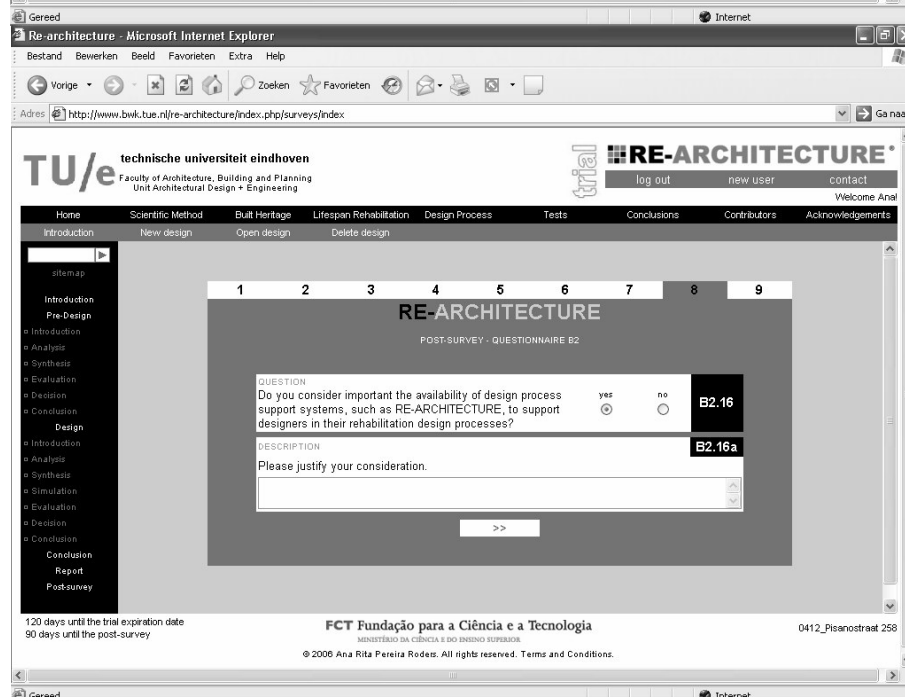 Gereed Internet
Re-architecture - Microsoft Internet Explorer
Bestand Bewerken Beeld Favorieten Extra Help
Vorige Zoeken Favorieten
Adres http://www.bwk.tue.nl/re-architecture/index.php/surveys/index Ga naa
TU/e technische universiteit eindhoven
Faculty of Architecture, Building and Planning
Unit Architectural Design + Engineering
trial
RE-ARCHITECTURE
log out new user contact
Welcome Ana!
Home Scientific Method Built Heritage Lifespan Rehabilitation Design Process Tests Conclusions Contributors Acknowledgements
Introduction New design Open design Delete design
sitemap
Introduction
Pre-Design
Introduction
Analysis
Synthesis
Evaluation
Decision
Conclusion
Design
Introduction
Analysis
Synthesis
Simulation
Evaluation
Decision
Conclusion
Conclusion
Report
Post-survey
1 2 3 4 5 6 7 8 9
RE-ARCHITECTURE
POST-SURVEY - QUESTIONNAIRE B2
QUESTION
Do you consider important the availability of design process
support systems, such as RE-ARCHITECTURE, to support
designers in their rehabilitation design processes?
yes no
B2.16
DESCRIPTION
B2.16a
Please justify your consideration.
>>
120 days until the trial expiration date
90 days until the post-survey
FCT Fundação para a Ciência e a Tecnologia
MINISTÉRIO DA CIÊNCIA E DO ENSINO SUPERIOR
0412_Pisanostraat 258
© 2006 Ana Rita Pereira Roders. All rights reserved. Terms and Conditions.
Gereed Internet